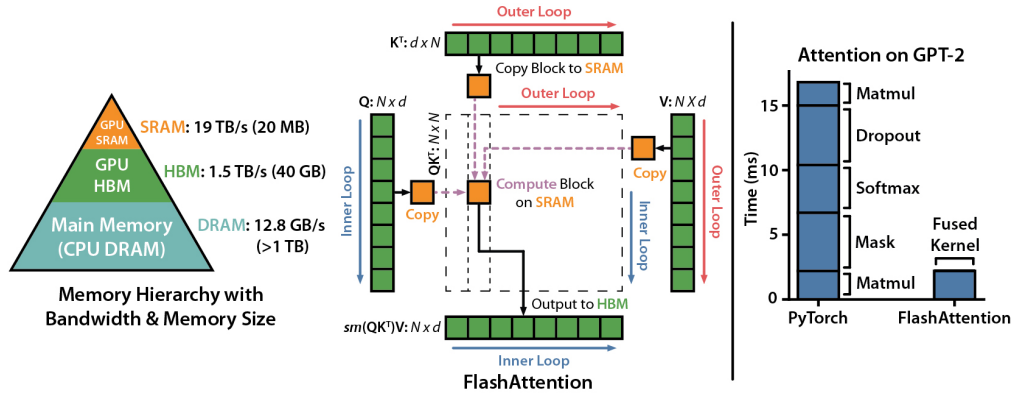 GPU
SRAM
GPU
HBM
Main Memory
(CPU DRAM)
SRAM: 19 TB/s (20 MB)
HBM: 1.5 TB/s (40 GB)
DRAM: 12.8 GB/s
(>1 TB)
Memory Hierarchy with
Bandwidth & Memory Size
Outer Loop
Kᵀ: d x N
Copy Block to SRAM
Outer Loop
Q: N x d
V: N X d
QKᵀ: N x N
Inner Loop
Copy
Compute Block
on SRAM
Copy
Outer Loop
Inner Loop
Output to HBM
sm(QKᵀ)V: N x d
Inner Loop
FlashAttention
Attention on GPT-2
Time (ms)
15
10
5
0
Matmul
Dropout
Softmax
Mask
Matmul
Fused
Kernel
PyTorch
FlashAttention